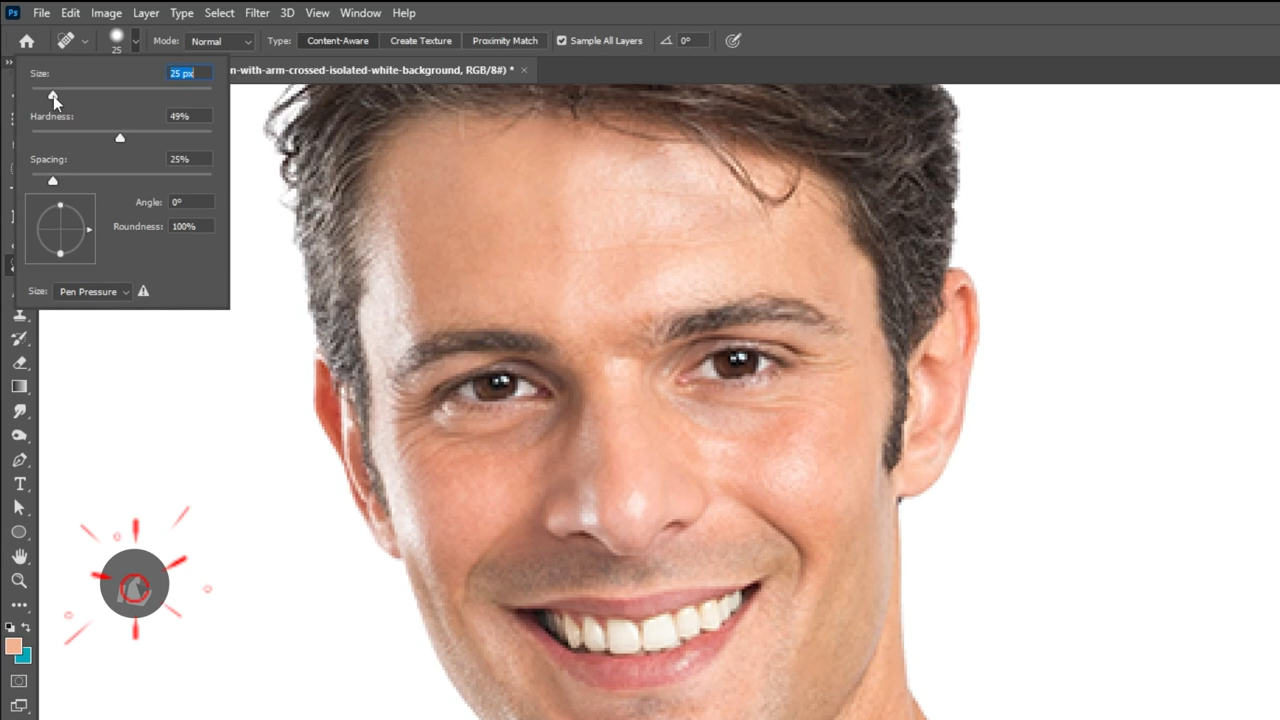 Ps File Edit Image Layer Type Select Filter 3D View Window Help
25 Mode: Normal Type: Content-Aware Create Texture Proximity Match Sample All Layers 0°
Size: 25 px
n-with-arm-crossed-isolated-white-background, RGB/8#) *
Hardness: 49%
Spacing: 25%
Angle: 0°
Roundness: 100%
Size: Pen Pressure